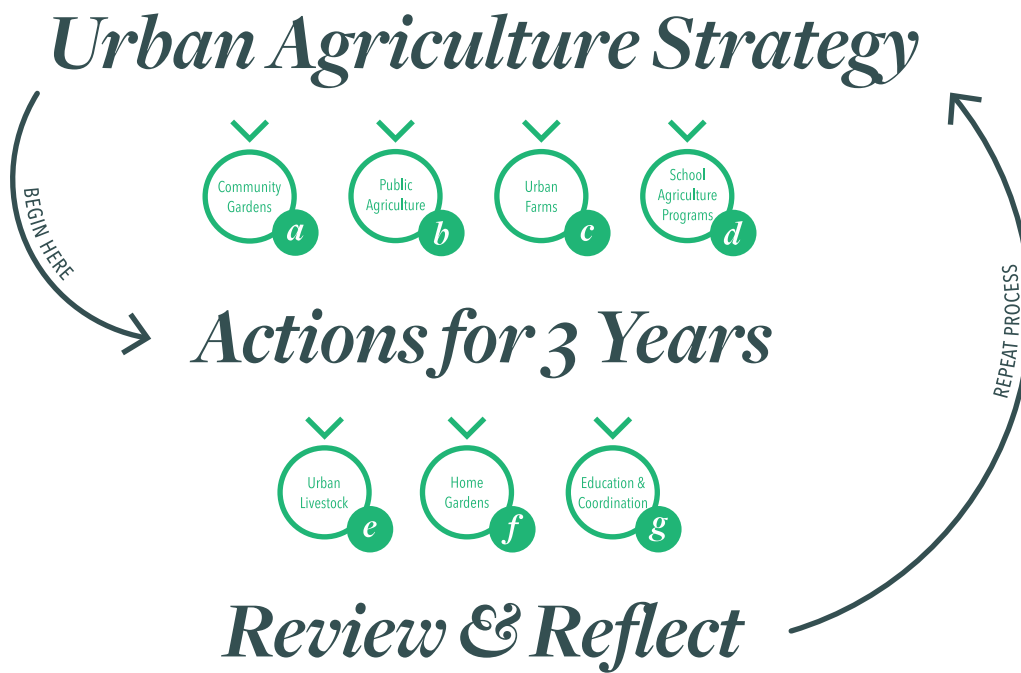 Urban Agriculture Strategy
BEGIN HERE
Community
Gardens
a
Public
Agriculture
b
Urban
Farms
c
School
Agriculture
Programs
d
Actions for 3 Years
REPEAT PROCESS
Urban
Livestock
e
Home
Gardens
f
Education &
Coordination
g
Review & Reflect